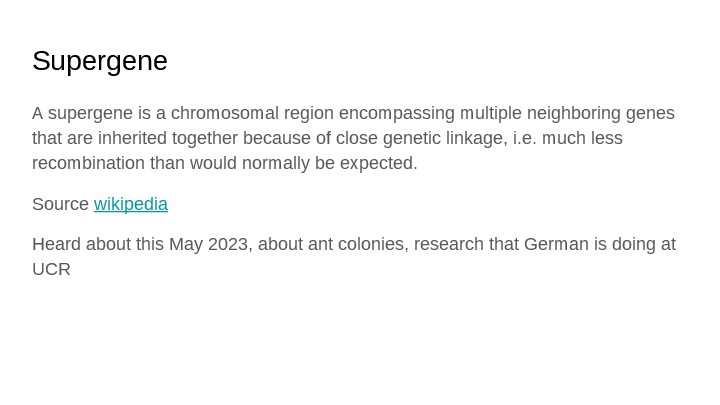 Supergene
A supergene is a chromosomal region encompassing multiple neighboring genes
that are inherited together because of close genetic linkage, i.e. much less
recombination than would normally be expected.
Source wikipedia
Heard about this May 2023, about ant colonies, research that German is doing at
UCR